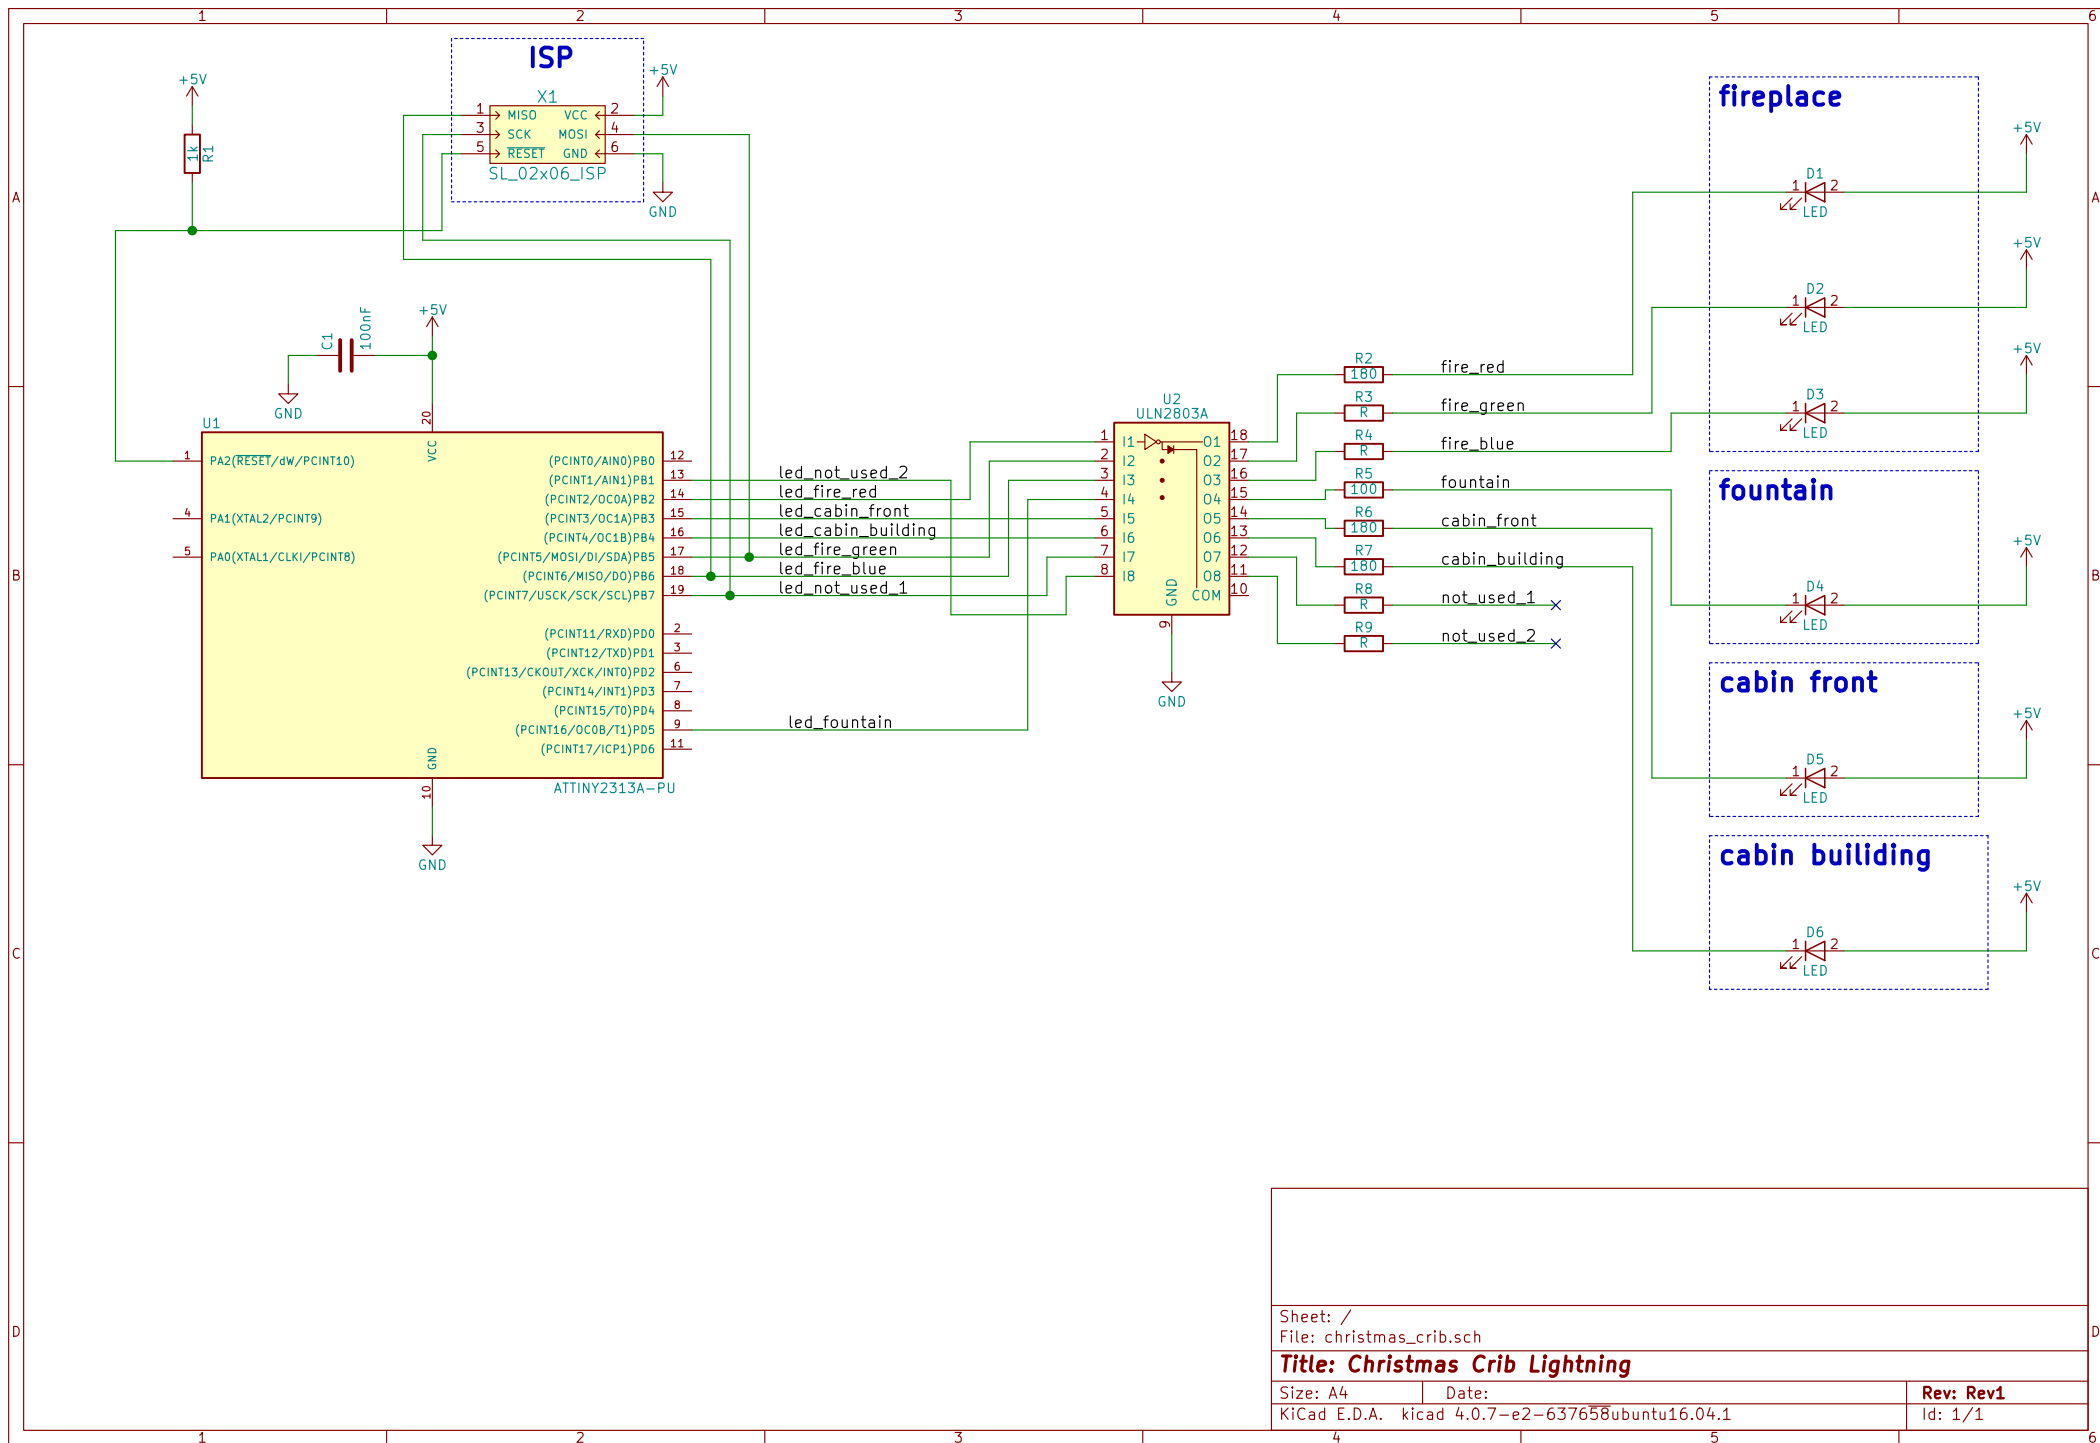 1 2 3 4 5 6
A
B
C
D
A
B
C
D
1 2 3 4 5 6
ISP
X1
1 MISO VCC 2
3 SCK MOSI 4
5 RESET GND 6
SL_02x06_ISP
+5V
GND
+5V
1k
R1
C1
100nF
+5V
GND
U1
20
VCC
1 PA2(RESET/dW/PCINT10)
4 PA1(XTAL2/PCINT9)
5 PA0(XTAL1/CLKI/PCINT8)
(PCINT0/AIN0)PB0 12
(PCINT1/AIN1)PB1 13
(PCINT2/OC0A)PB2 14
(PCINT3/OC1A)PB3 15
(PCINT4/OC1B)PB4 16
(PCINT5/MOSI/DI/SDA)PB5 17
(PCINT6/MISO/DO)PB6 18
(PCINT7/USCK/SCK/SCL)PB7 19
(PCINT11/RXD)PD0 2
(PCINT12/TXD)PD1 3
(PCINT13/CKOUT/XCK/INT0)PD2 6
(PCINT14/INT1)PD3 7
(PCINT15/T0)PD4 8
(PCINT16/OC0B/T1)PD5 9
(PCINT17/ICP1)PD6 11
GND
10
ATTINY2313A-PU
GND
led_not_used_2
led_fire_red
led_cabin_front
led_cabin_building
led_fire_green
led_fire_blue
led_not_used_1
led_fountain
U2
ULN2803A
1 I1 O1 18
2 I2 O2 17
3 I3 O3 16
4 I4 O4 15
5 I5 O5 14
6 I6 O6 13
7 I7 O7 12
8 I8 O8 11
COM 10
GND
9
GND
R2
180
fire_red
R3
R
fire_green
R4
R
fire_blue
R5
100
fountain
R6
180
cabin_front
R7
180
cabin_building
R8
R
not_used_1
R9
R
not_used_2
fireplace
+5V
D1
1 2
LED
+5V
D2
1 2
LED
+5V
D3
1 2
LED
fountain
+5V
D4
1 2
LED
cabin front
+5V
D5
1 2
LED
cabin builiding
+5V
D6
1 2
LED
Sheet: /
File: christmas_crib.sch
Title: Christmas Crib Lightning
Size: A4 Date: Rev: Rev1
KiCad E.D.A. kicad 4.0.7-e2-637658ubuntu16.04.1 Id: 1/1